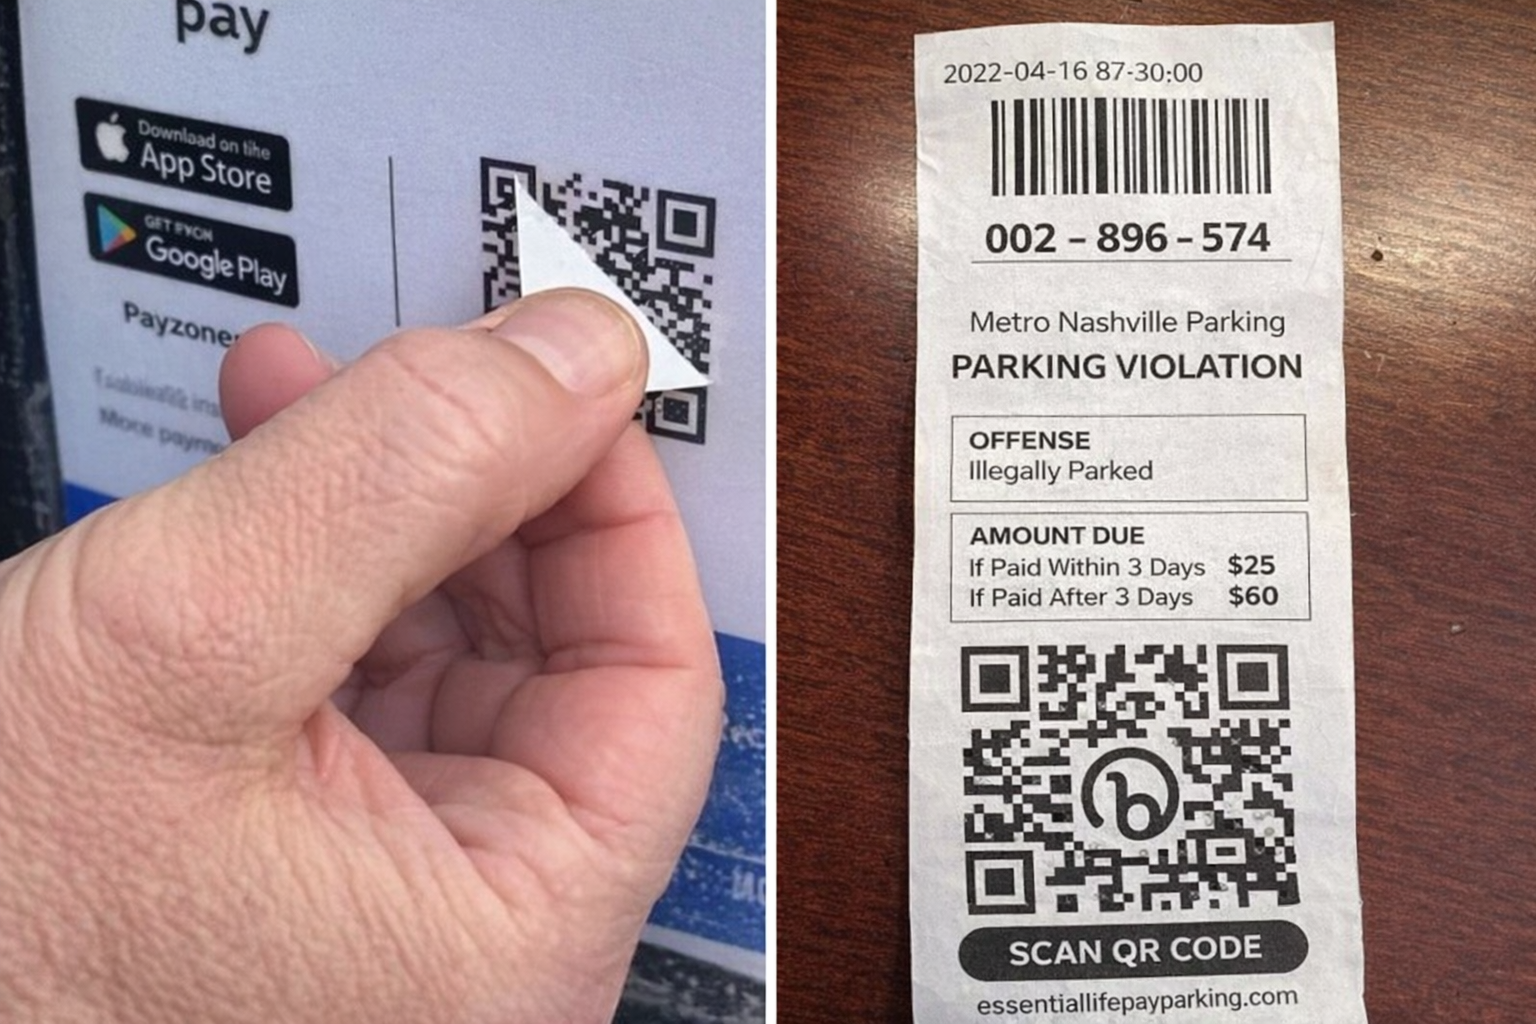 pay
Download on the
App Store
Google Play
Payzone
More payme
2022-04-16 87-30:00
002 - 896 - 574
Metro Nashville Parking
PARKING VIOLATION
OFFENSE
Illegally Parked
AMOUNT DUE
If Paid Within 3 Days $25
If Paid After 3 Days $60
b
SCAN QR CODE
essentiallifepayparking.com